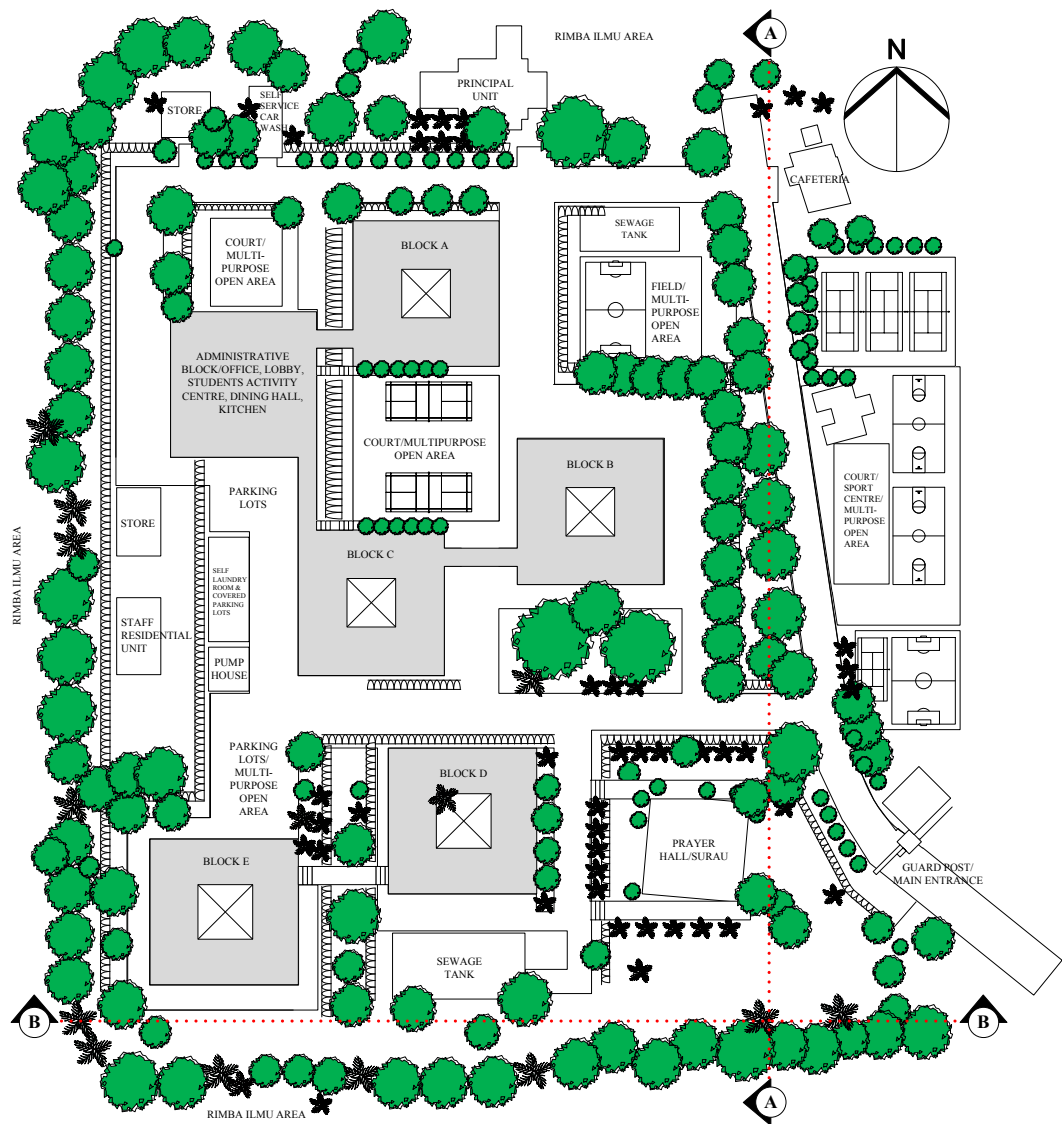 RIMBA ILMU AREA
A
N
PRINCIPAL
UNIT
STORE
SELF
SERVICE
CAR
WASH
CAFETERIA
SEWAGE
TANK
COURT/
MULTI-
PURPOSE
OPEN AREA
BLOCK A
FIELD/
MULTI-
PURPOSE
OPEN
AREA
ADMINISTRATIVE
BLOCK/OFFICE, LOBBY,
STUDENTS ACTIVITY
CENTRE, DINING HALL,
KITCHEN
COURT/MULTIPURPOSE
OPEN AREA
BLOCK B
COURT/
SPORT
CENTRE/
MULTI-
PURPOSE
OPEN
AREA
PARKING
LOTS
STORE
BLOCK C
RIMBA ILMU AREA
SELF
LAUNDRY
ROOM &
COVERED
PARKING
LOTS
STAFF
RESIDENTIAL
UNIT
PUMP
HOUSE
PARKING
LOTS/
MULTI-
PURPOSE
OPEN
AREA
BLOCK D
PRAYER
HALL/SURAU
GUARD POST/
MAIN ENTRANCE
BLOCK E
SEWAGE
TANK
B
B
A
RIMBA ILMU AREA